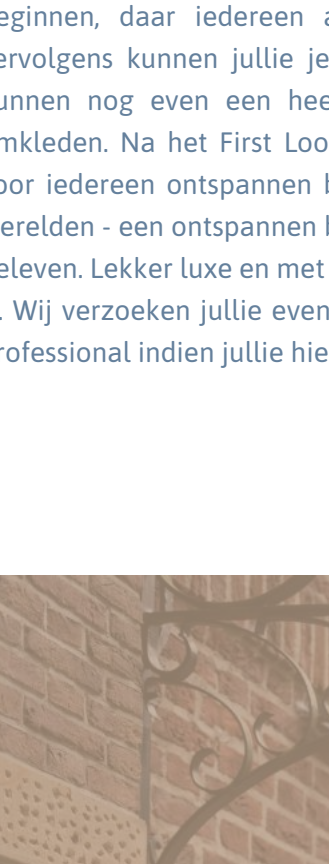 eginnen, daar iedereen a
ervolgens kunnen jullie je
unnen nog even een hee
mkleden. Na het First Loo
oor iedereen ontspannen b
erelden - een ontspannen b
eleven. Lekker luxe en met
. Wij verzoeken jullie even
rofessional indien jullie hie